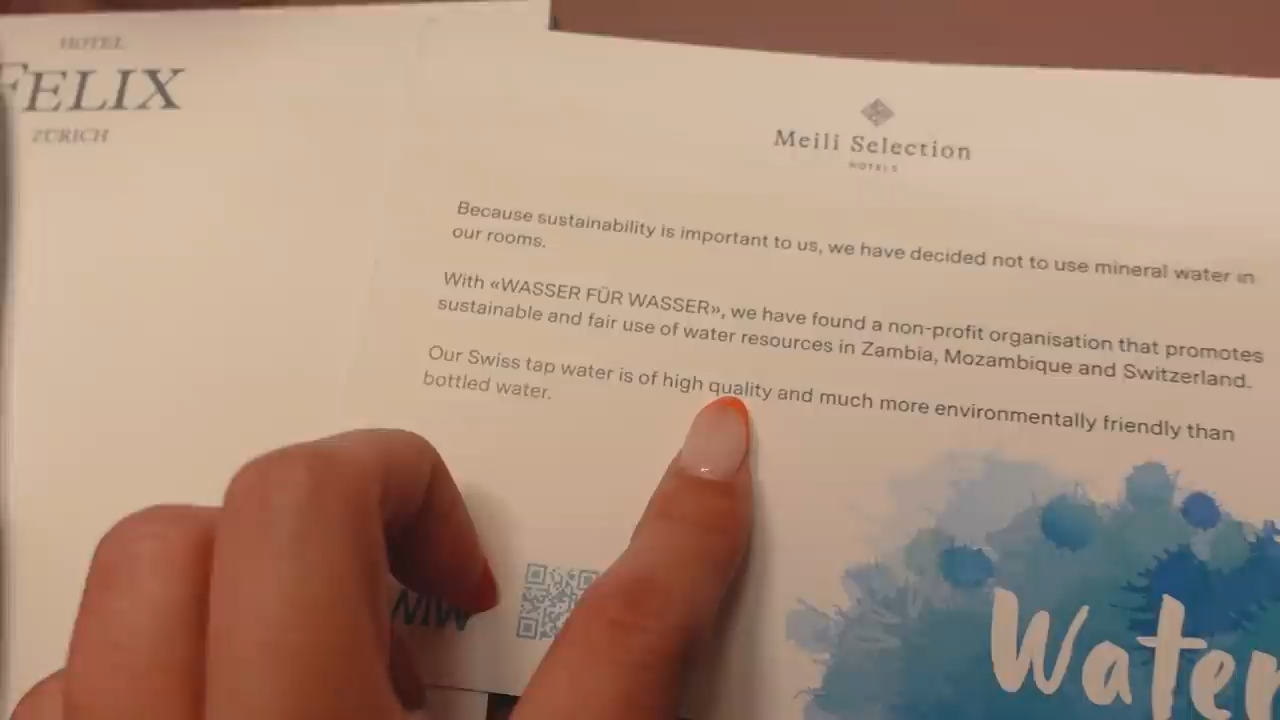 HOTEL
FELIX
ZÜRICH
Meili Selection
HOTELS
Because sustainability is important to us, we have decided not to use mineral water in
our rooms.
With «WASSER FÜR WASSER», we have found a non-profit organisation that promotes
sustainable and fair use of water resources in Zambia, Mozambique and Switzerland.
Our Swiss tap water is of high quality and much more environmentally friendly than
bottled water.
Water